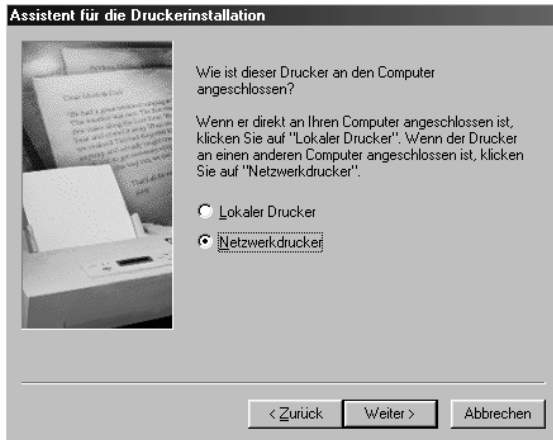 Assistent für die Druckerinstallation
Wie ist dieser Drucker an den Computer
angeschlossen?
Wenn er direkt an Ihren Computer angeschlossen ist,
klicken Sie auf "Lokaler Drucker". Wenn der Drucker
an einen anderen Computer angeschlossen ist, klicken
Sie auf "Netzwerkdrucker".
Lokaler Drucker
Netzwerkdrucker
< Zurück
Weiter >
Abbrechen